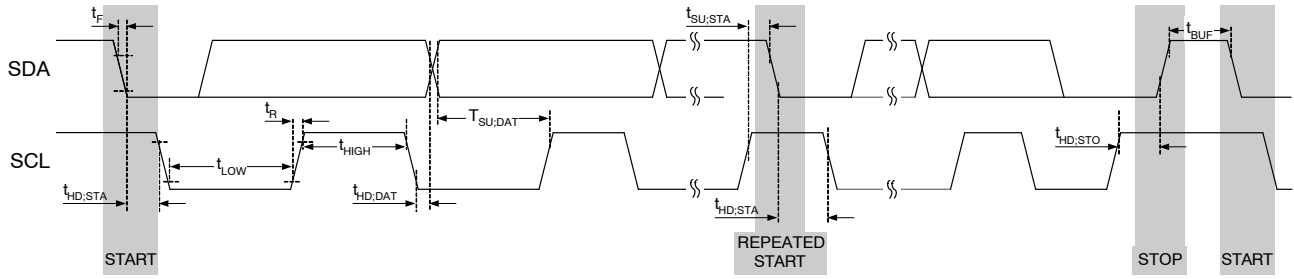 tF
tSU;STA
tBUF
SDA
tR
TSU;DAT
SCL
tLOW
tHIGH
tHD;STO
tHD;STA
tHD;DAT
tHD;STA
START
REPEATED
START
STOP
START